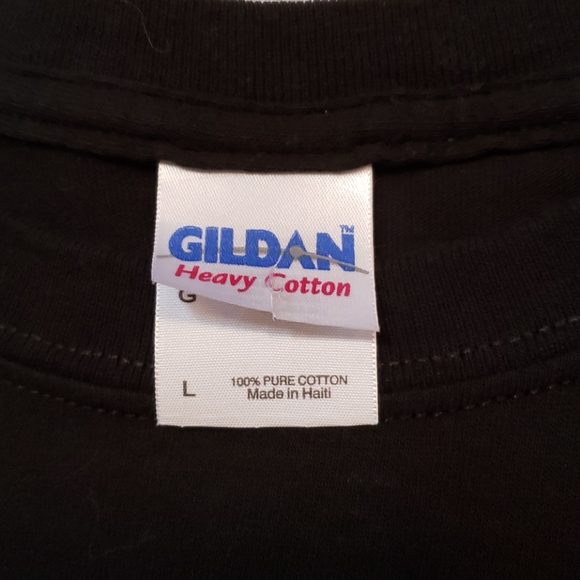 GILDAN™
Heavy Cotton
G
L
100% PURE COTTON
Made in Haiti